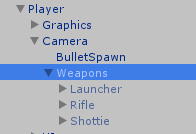 Player
Graphics
Camera
BulletSpawn
Weapons
Launcher
Rifle
Shottie